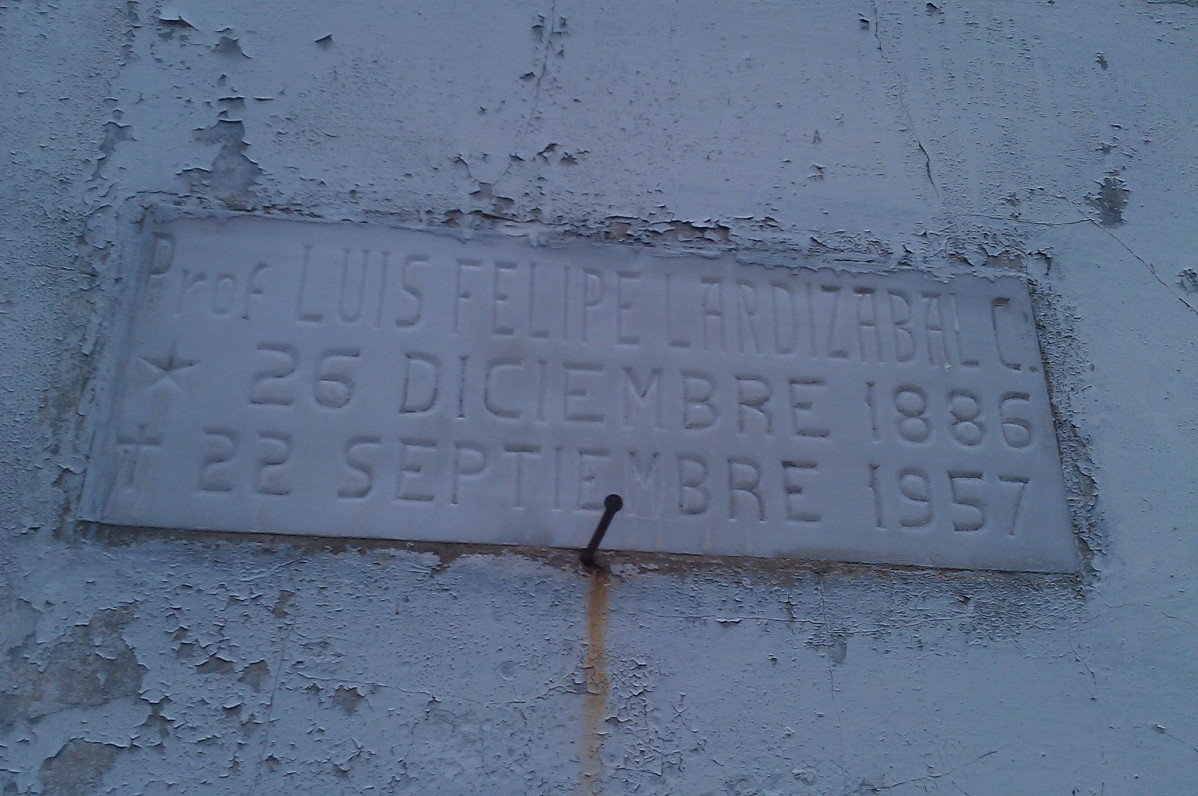 Prof LUIS FELIPE LARDIZABAL C.
★ 26 DICIEMBRE 1886
✝ 22 SEPTIEMBRE 1957